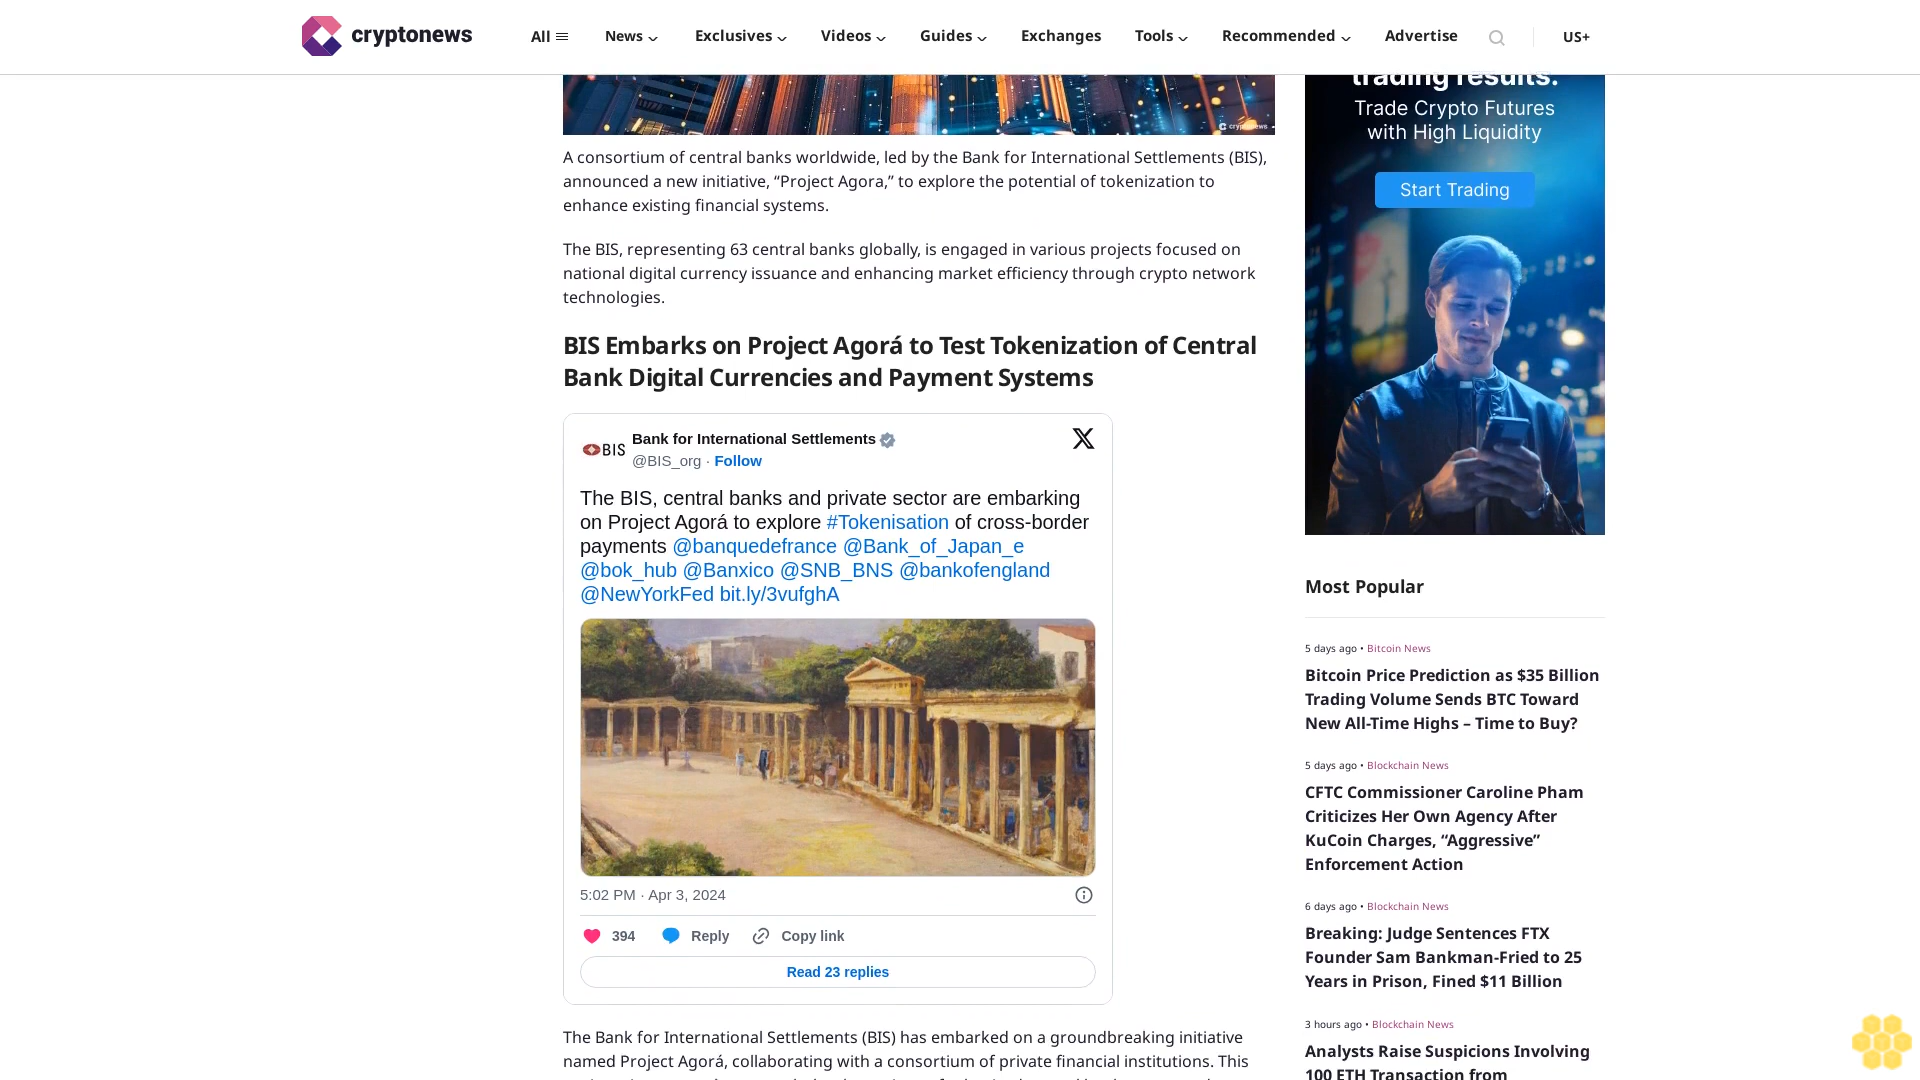 cryptonews
All
News
Exclusives
Videos
Guides
Exchanges
Tools
Recommended
Advertise
US+
cryptonews
A consortium of central banks worldwide, led by the Bank for International Settlements (BIS),
announced a new initiative, “Project Agora,” to explore the potential of tokenization to
enhance existing financial systems.
The BIS, representing 63 central banks globally, is engaged in various projects focused on
national digital currency issuance and enhancing market efficiency through crypto network
technologies.
BIS Embarks on Project Agorá to Test Tokenization of Central
Bank Digital Currencies and Payment Systems
BIS
Bank for International Settlements
@BIS_org · Follow
The BIS, central banks and private sector are embarking
on Project Agorá to explore #Tokenisation of cross-border
payments @banquedefrance @Bank_of_Japan_e
@bok_hub @Banxico @SNB_BNS @bankofengland
@NewYorkFed bit.ly/3vufghA
5:02 PM · Apr 3, 2024
394 Reply Copy link
Read 23 replies
The Bank for International Settlements (BIS) has embarked on a groundbreaking initiative
named Project Agorá, collaborating with a consortium of private financial institutions. This
trading results.
Trade Crypto Futures
with High Liquidity
Start Trading
Most Popular
5 days ago • Bitcoin News
Bitcoin Price Prediction as $35 Billion
Trading Volume Sends BTC Toward
New All-Time Highs – Time to Buy?
5 days ago • Blockchain News
CFTC Commissioner Caroline Pham
Criticizes Her Own Agency After
KuCoin Charges, “Aggressive”
Enforcement Action
6 days ago • Blockchain News
Breaking: Judge Sentences FTX
Founder Sam Bankman-Fried to 25
Years in Prison, Fined $11 Billion
3 hours ago • Blockchain News
Analysts Raise Suspicions Involving
100 ETH Transaction from